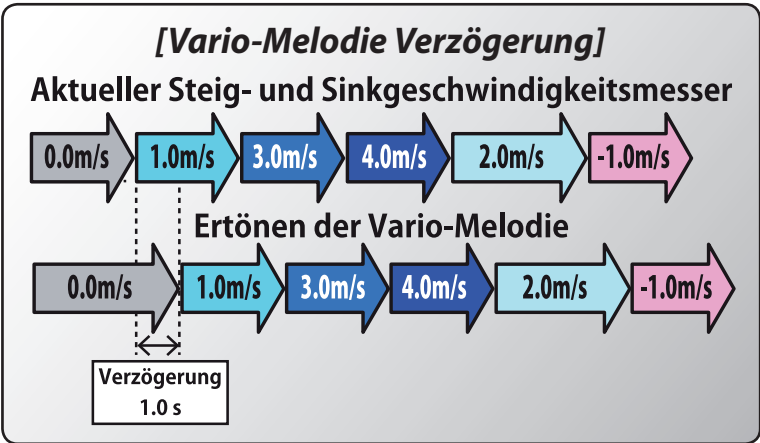 [Vario-Melodie Verzögerung]
Aktueller Steig- und Sinkgeschwindigkeitsmesser
0.0m/s 1.0m/s 3.0m/s 4.0m/s 2.0m/s -1.0m/s
Ertönen der Vario-Melodie
0.0m/s 1.0m/s 3.0m/s 4.0m/s 2.0m/s -1.0m/s
Verzögerung
1.0 s